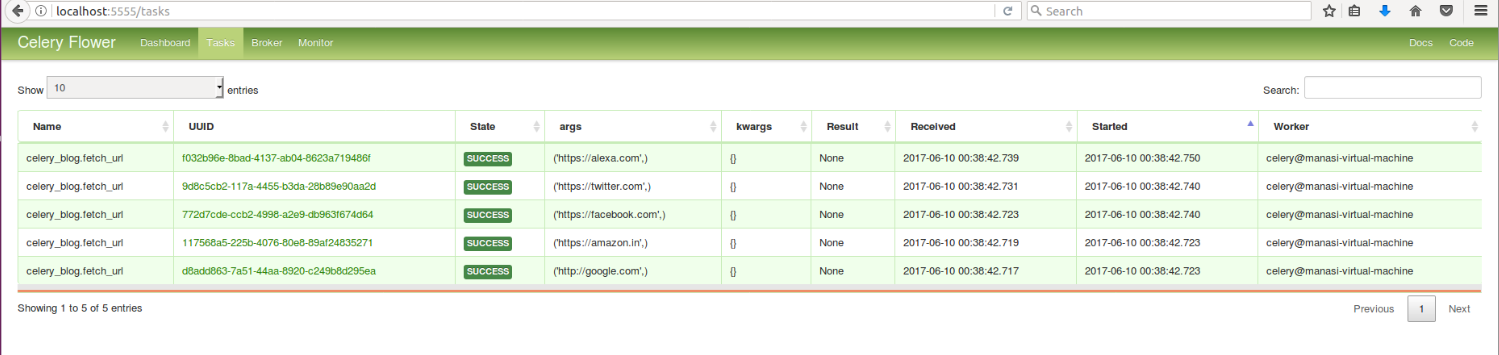 localhost:5555/tasks Search
Celery Flower Dashboard Tasks Broker Monitor Docs Code
Show 10 entries Search:
Name UUID State args kwargs Result Received Started Worker
celery_blog.fetch_url f032b96e-8bad-4137-ab04-8623a719486f SUCCESS ('https://alexa.com',) {} None 2017-06-10 00:38:42.739 2017-06-10 00:38:42.750 celery@manasi-virtual-machine
celery_blog.fetch_url 9d8c5cb2-117a-4455-b3da-28b89e90aa2d SUCCESS ('https://twitter.com',) {} None 2017-06-10 00:38:42.731 2017-06-10 00:38:42.740 celery@manasi-virtual-machine
celery_blog.fetch_url 772d7cde-ccb2-4998-a2e9-db963f674d64 SUCCESS ('https://facebook.com',) {} None 2017-06-10 00:38:42.723 2017-06-10 00:38:42.740 celery@manasi-virtual-machine
celery_blog.fetch_url 117568a5-225b-4076-80e8-89af24835271 SUCCESS ('https://amazon.in',) {} None 2017-06-10 00:38:42.719 2017-06-10 00:38:42.723 celery@manasi-virtual-machine
celery_blog.fetch_url d8add863-7a51-44aa-8920-c249b8d295ea SUCCESS ('http://google.com',) {} None 2017-06-10 00:38:42.717 2017-06-10 00:38:42.723 celery@manasi-virtual-machine
Showing 1 to 5 of 5 entries Previous 1 Next